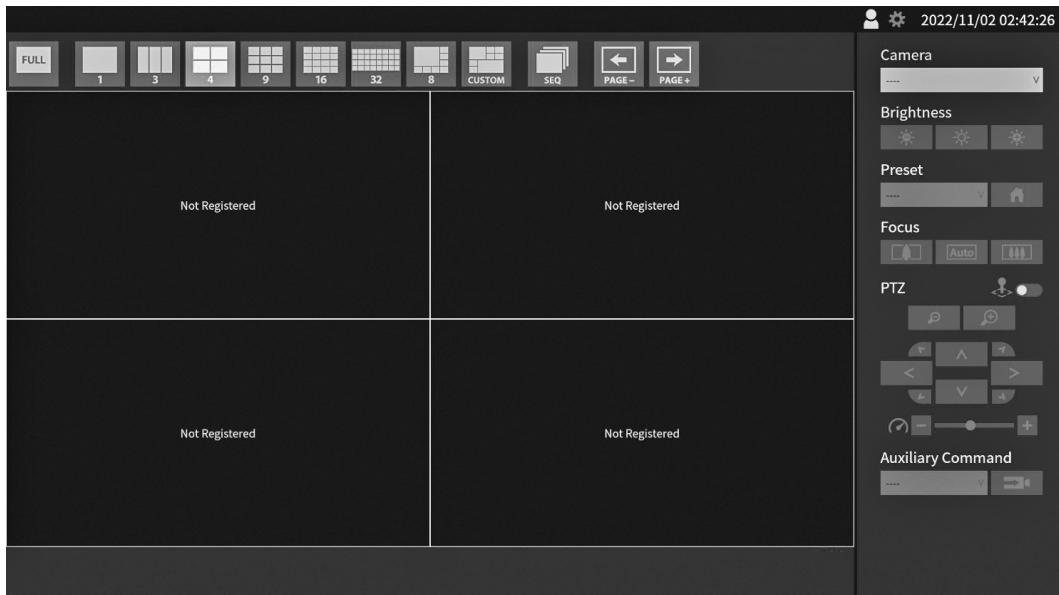 2022/11/02 02:42:26
FULL
1
3
4
9
16
32
8
CUSTOM
SEQ
PAGE−
PAGE+
Not Registered
Not Registered
Not Registered
Not Registered
Camera
----
Brightness
Preset
----
Focus
Auto
PTZ
Auxiliary Command
----